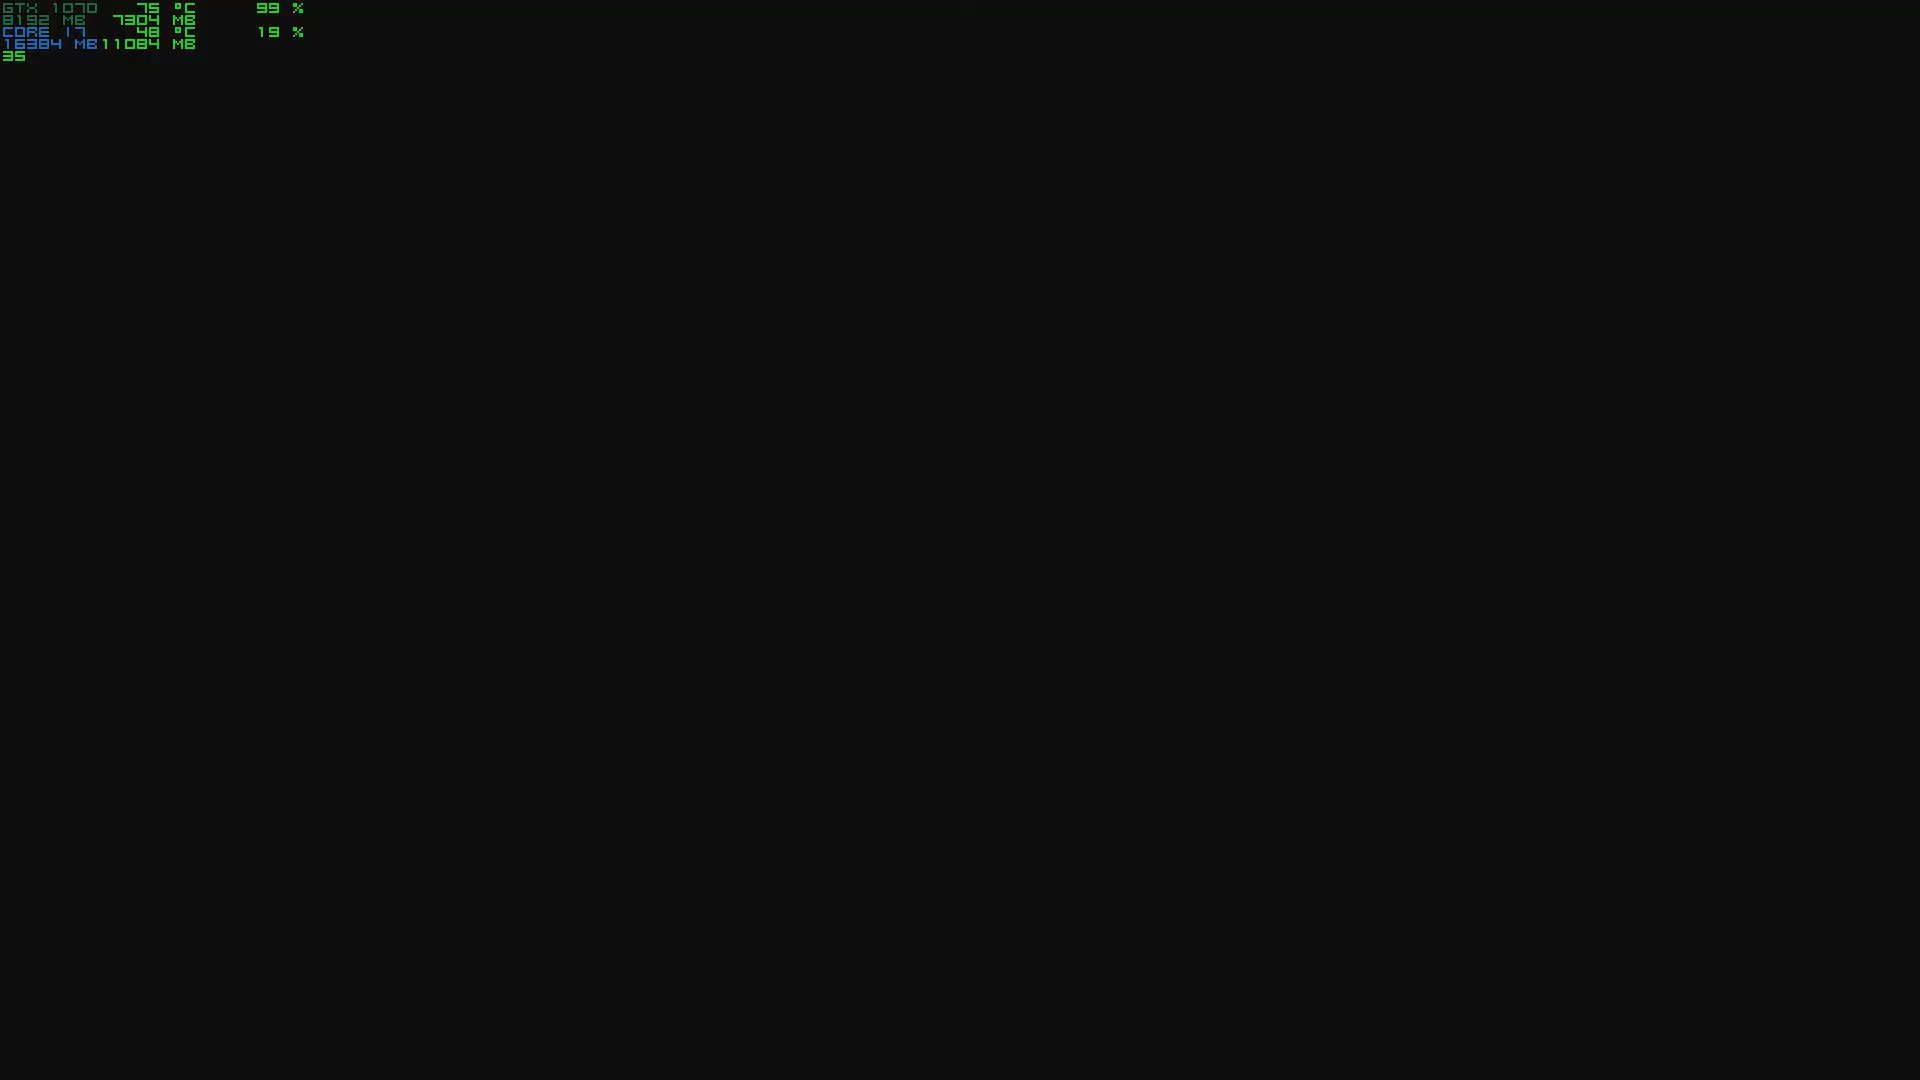 GTX 1070 75 °C 99 %
8192 MB 7304 MB
CORE I7 48 °C 19 %
16384 MB 11084 MB
35